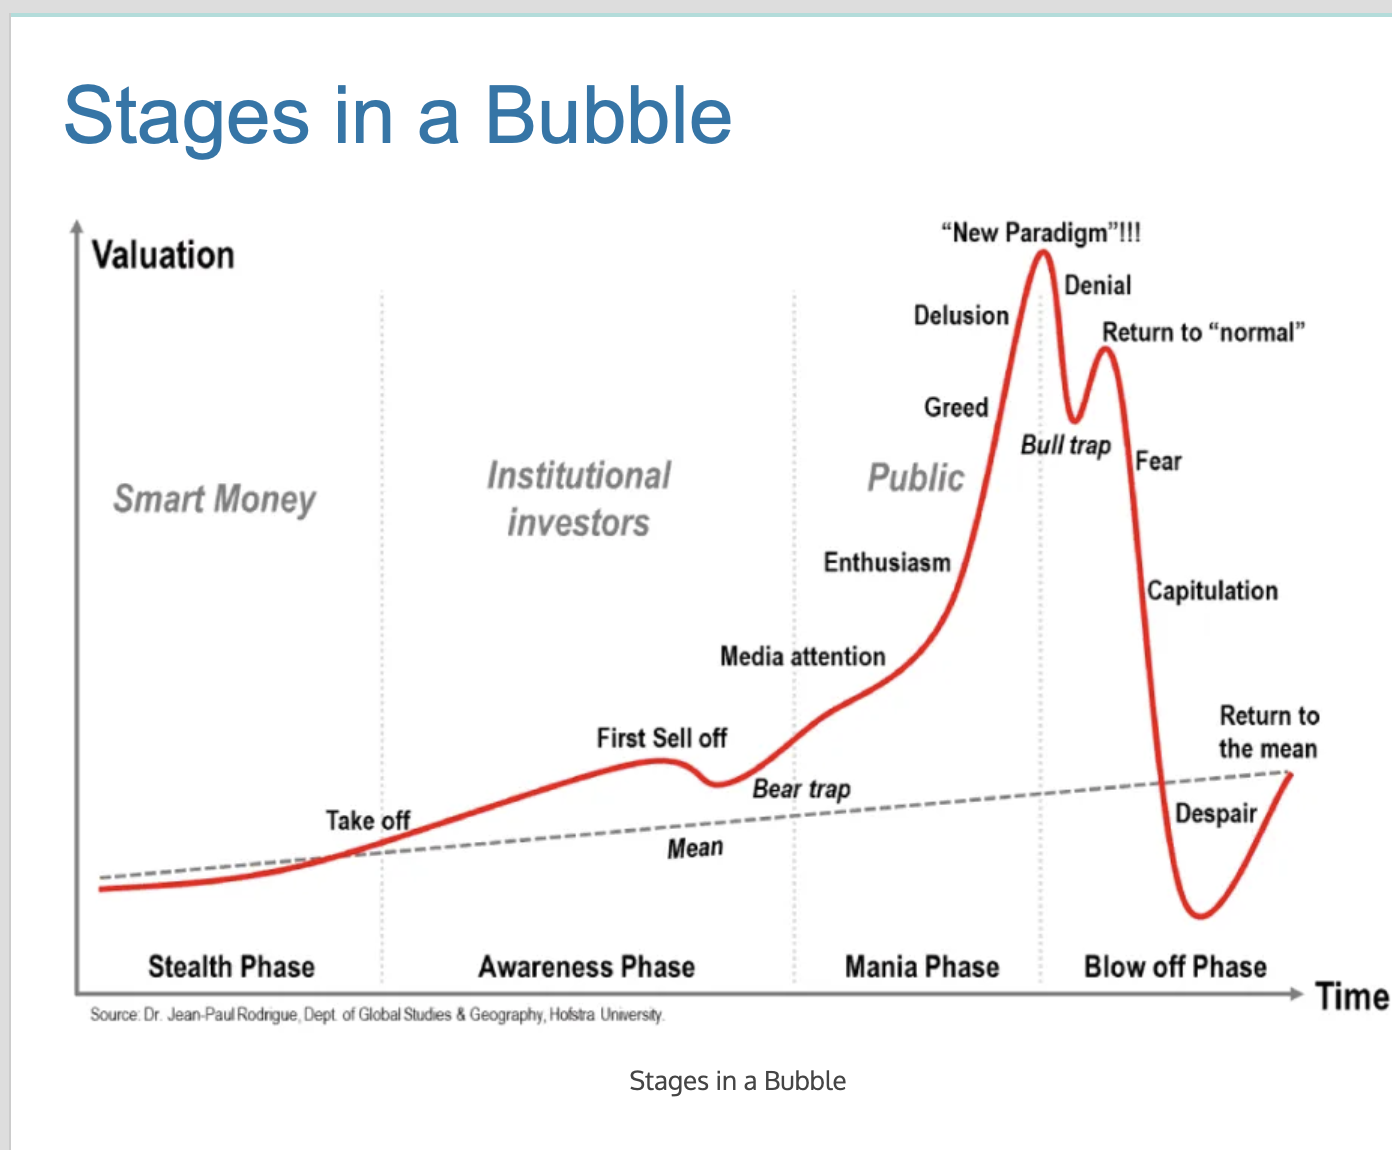 Stages in a Bubble
Valuation
“New Paradigm”!!!
Denial
Delusion
Return to “normal”
Greed
Bull trap
Fear
Smart Money
Institutional
investors
Public
Enthusiasm
Capitulation
Media attention
Return to
the mean
First Sell off
Bear trap
Take off
Despair
Mean
Stealth Phase
Awareness Phase
Mania Phase
Blow off Phase
Time
Source: Dr. Jean-Paul Rodrigue, Dept. of Global Studies & Geography, Hofstra University.
Stages in a Bubble